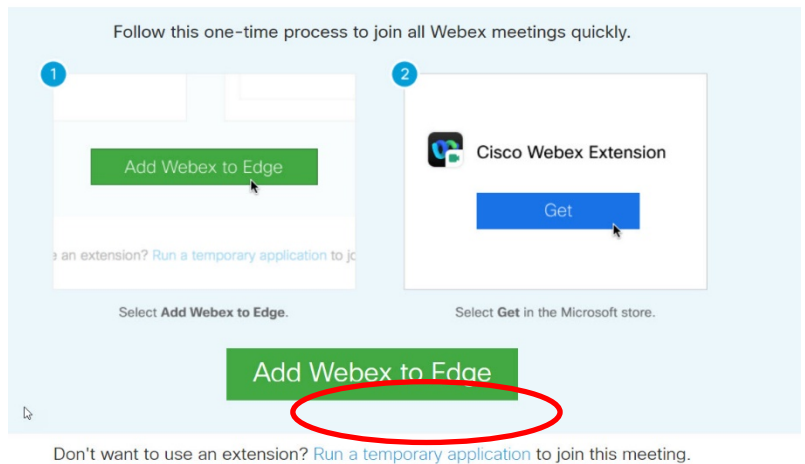 Follow this one-time process to join all Webex meetings quickly.
1
Add Webex to Edge
e an extension? Run a temporary application to jo
Select Add Webex to Edge.
2
Cisco Webex Extension
Get
Select Get in the Microsoft store.
Add Webex to Edge
Don't want to use an extension? Run a temporary application to join this meeting.